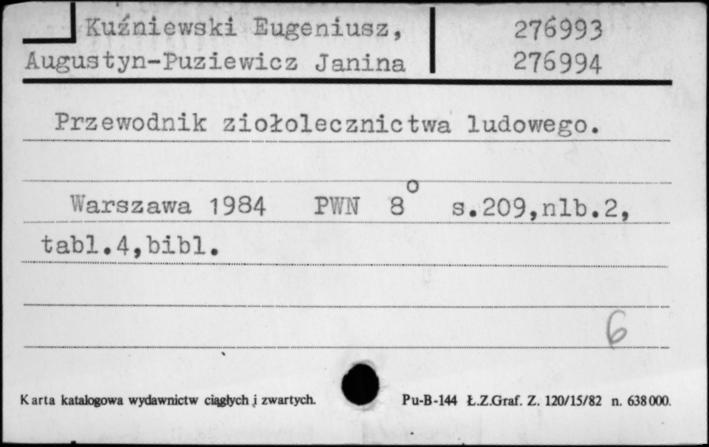 Kuźniewski Eugeniusz, 276993
Augustyn-Puziewicz Janina 276994
Przewodnik ziołolecznictwa ludowego.
Warszawa 1984 PWN 8° s.209,nlb.2,
tabl.4,bibl.
6
Karta katalogowa wydawnictw ciągłych i zwartych. Pu-B-144 Ł.Z.Graf. Z. 120/15/82 n. 638000.